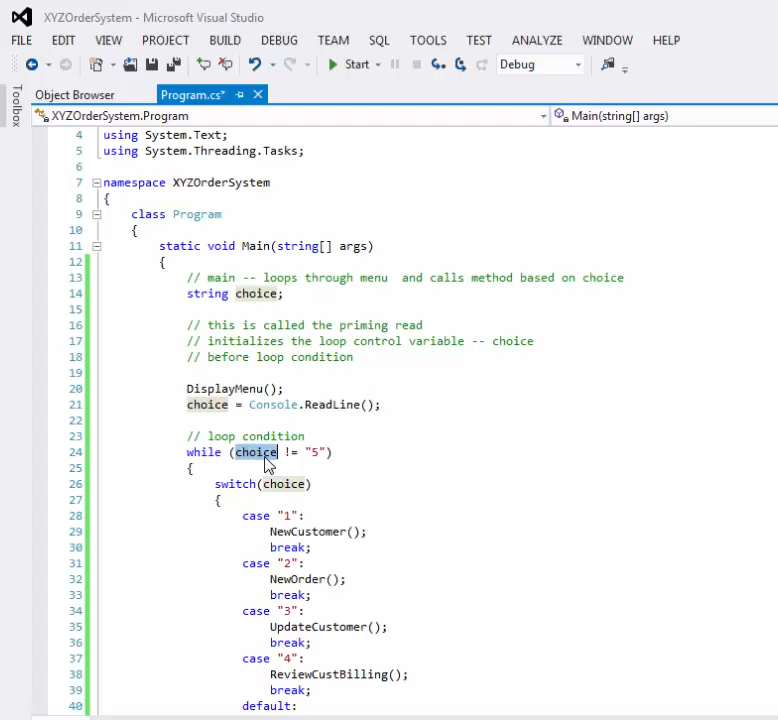 XYZOrderSystem - Microsoft Visual Studio
FILE EDIT VIEW PROJECT BUILD DEBUG TEAM SQL TOOLS TEST ANALYZE WINDOW HELP
Start Debug
Toolbox
Object Browser Program.cs*
XYZOrderSystem.Program Main(string[] args)
4 using System.Text;
5 using System.Threading.Tasks;
6
7 namespace XYZOrderSystem
8 {
9 class Program
10 {
11 static void Main(string[] args)
12 {
13 // main -- loops through menu  and calls method based on choice
14 string choice;
15
16 // this is called the priming read
17 // initializes the loop control variable -- choice
18 // before loop condition
19
20 DisplayMenu();
21 choice = Console.ReadLine();
22
23 // loop condition
24 while (choice != "5")
25 {
26 switch(choice)
27 {
28 case "1":
29 NewCustomer();
30 break;
31 case "2":
32 NewOrder();
33 break;
34 case "3":
35 UpdateCustomer();
36 break;
37 case "4":
38 ReviewCustBilling();
39 break;
40 default: